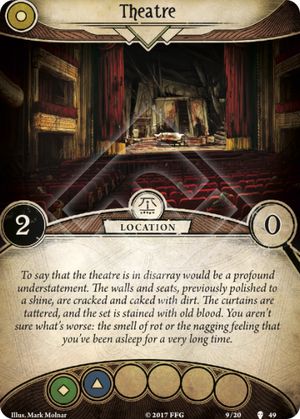 Theatre
2
LOCATION
0
To say that the theatre is in disarray would be a profound
understatement. The walls and seats, previously polished to
a shine, are cracked and caked with dirt. The curtains are
tattered, and the set is stained with old blood. You aren't
sure what's worse: the smell of rot or the nagging feeling that
you've been asleep for a very long time.
Illus. Mark Molnar
© 2017 FFG
9/20
49